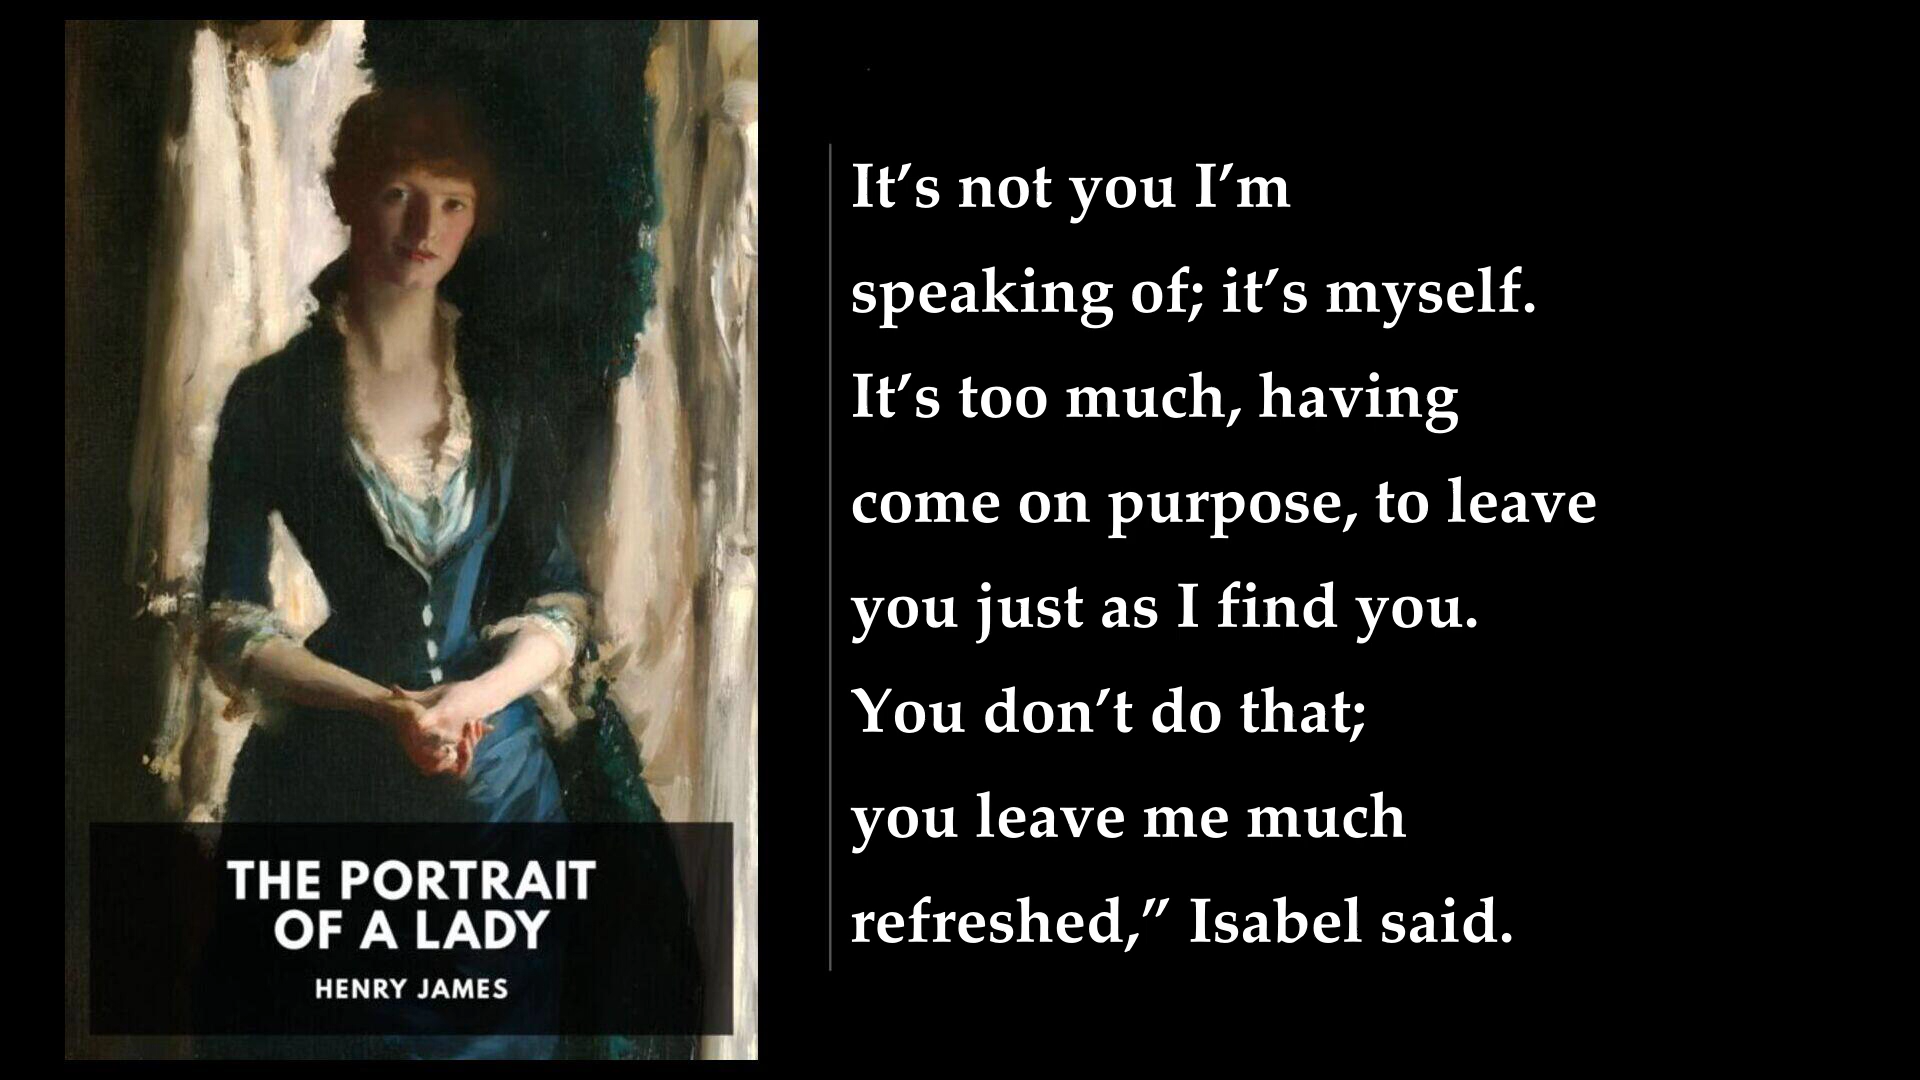 THE PORTRAIT
OF A LADY
HENRY JAMES
It’s not you I’m
speaking of; it’s myself.
It’s too much, having
come on purpose, to leave
you just as I find you.
You don’t do that;
you leave me much
refreshed,” Isabel said.